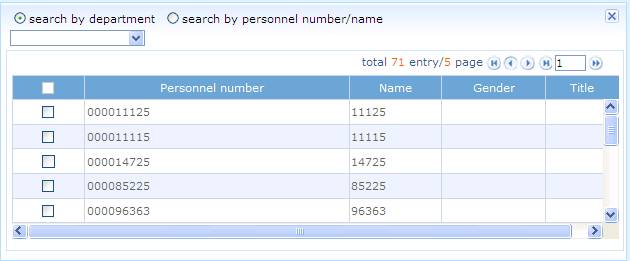 search by department search by personnel number/name
total 71 entry/5 page 1
Personnel number Name Gender Title
000011125 11125
000011115 11115
000014725 14725
000085225 85225
000096363 96363